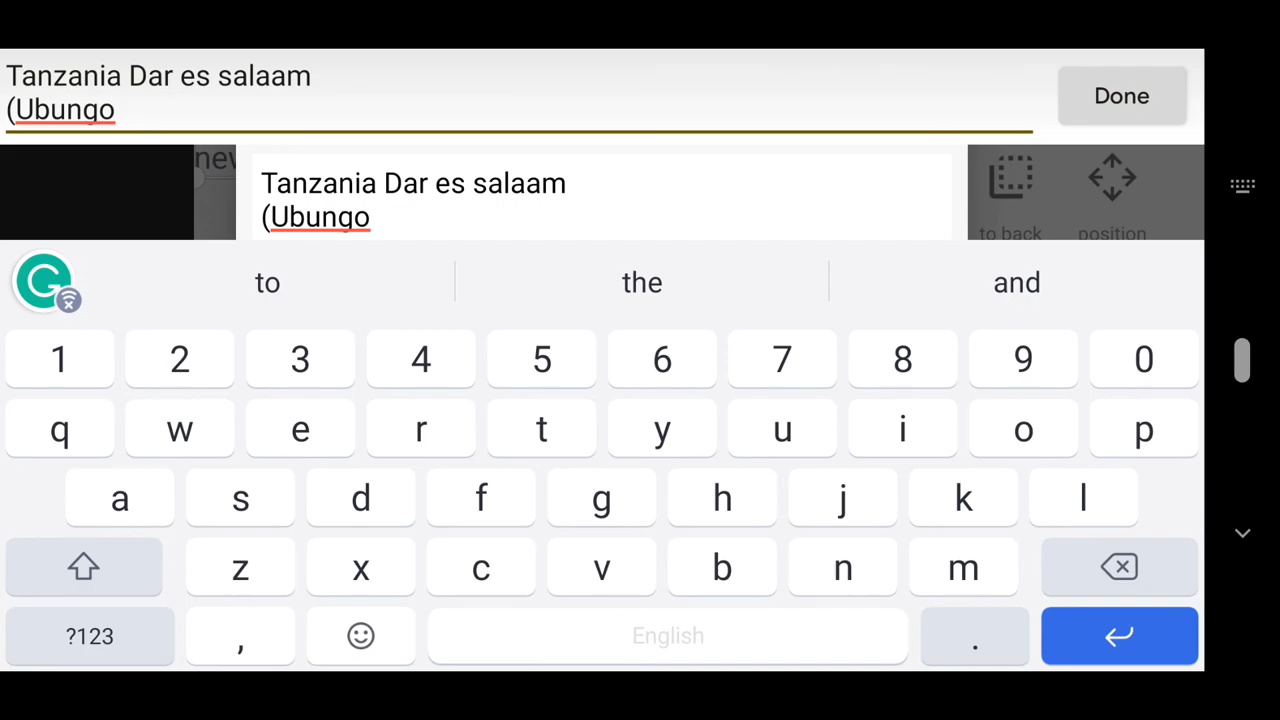 Tanzania Dar es salaam
(Ubungo
Done
new
Tanzania Dar es salaam
(Ubungo
to back position
to the and
1 2 3 4 5 6 7 8 9 0
q w e r t y u i o p
a s d f g h j k l
z x c v b n m
?123 , English .